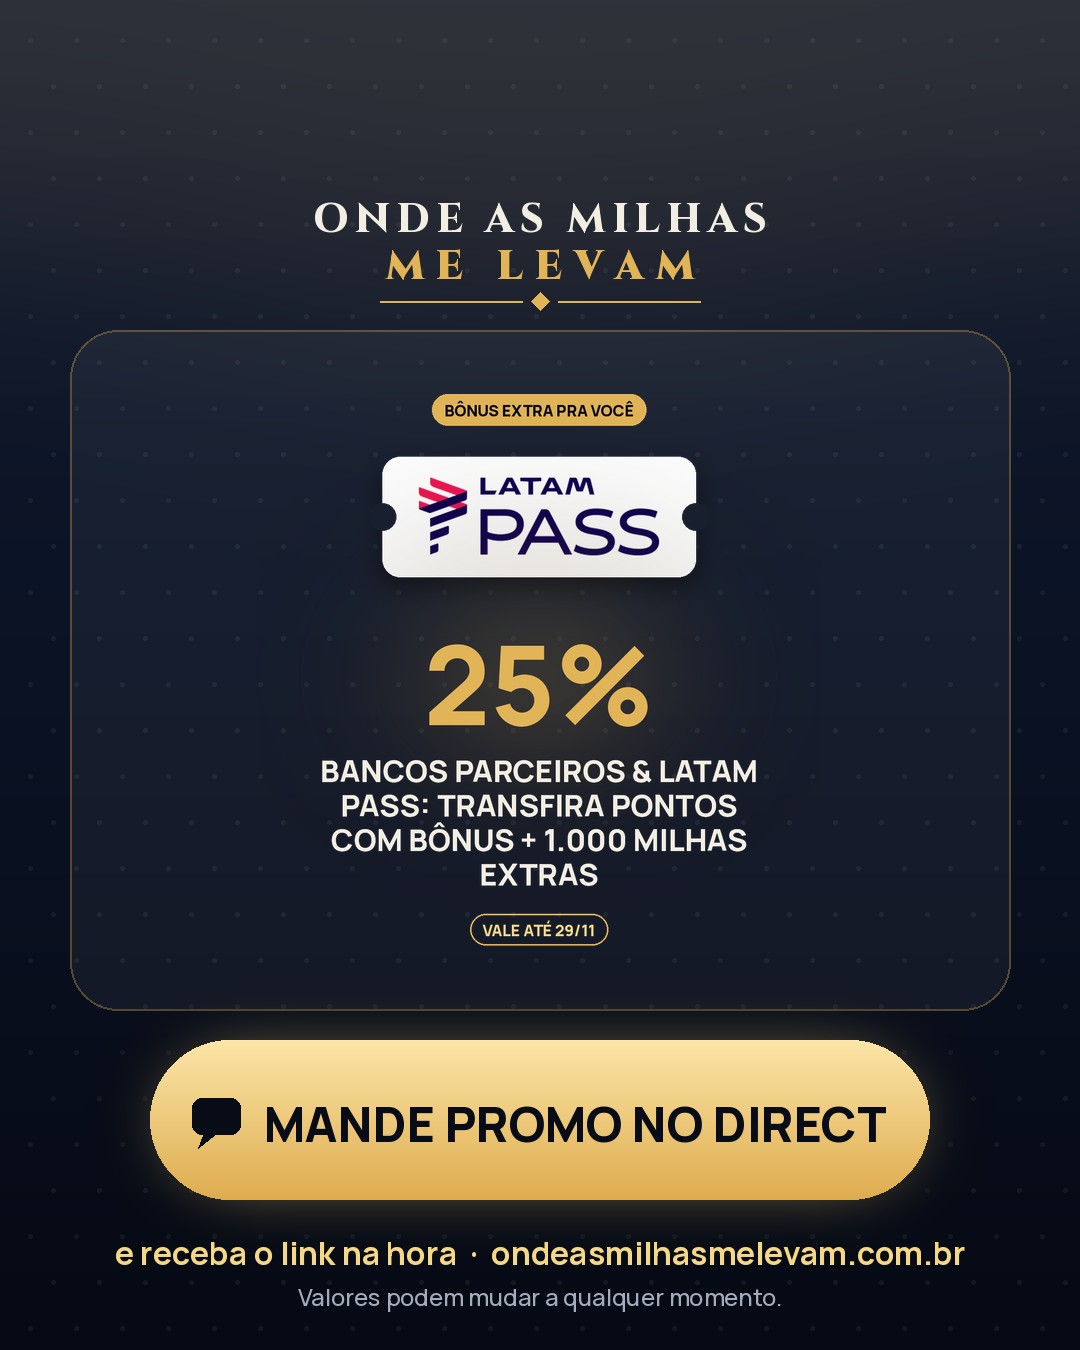 ONDE AS MILHAS
ME LEVAM
BÔNUS EXTRA PRA VOCÊ
LATAM
PASS
25%
BANCOS PARCEIROS & LATAM
PASS: TRANSFIRA PONTOS
COM BÔNUS + 1.000 MILHAS
EXTRAS
VALE ATÉ 29/11
MANDE PROMO NO DIRECT
e receba o link na hora · ondeasmilhasmelevam.com.br
Valores podem mudar a qualquer momento.